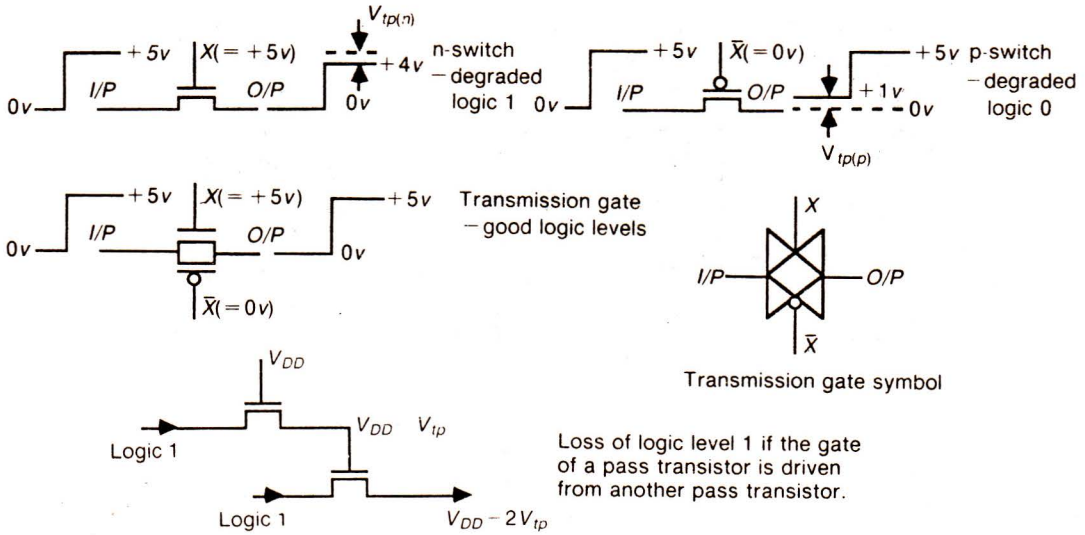 V_tp(n)
+5v
X(=+5v)
n-switch
+4v
– degraded
logic 1
0v
I/P
O/P
0v
+5v
X̄(=0v)
+5v
p-switch
– degraded
logic 0
0v
I/P
O/P
+1v
0v
V_tp(p)
+5v
X(=+5v)
+5v
Transmission gate
– good logic levels
0v
I/P
O/P
0v
X̄(=0v)
X
I/P
O/P
X̄
Transmission gate symbol
V_DD
Logic 1
V_DD V_tp
Logic 1
V_DD – 2V_tp
Loss of logic level 1 if the gate
of a pass transistor is driven
from another pass transistor.